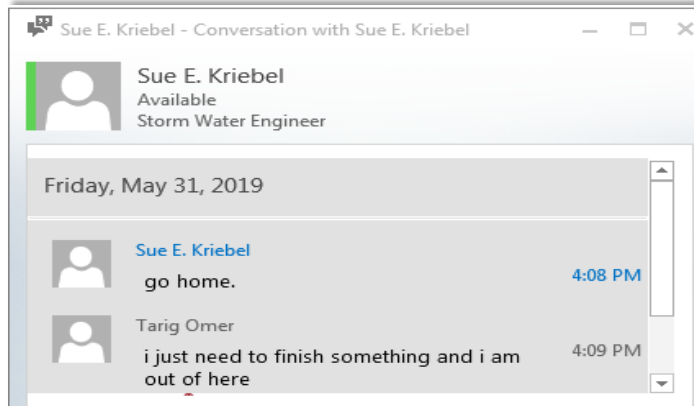 Sue E. Kriebel - Conversation with Sue E. Kriebel
Sue E. Kriebel
Available
Storm Water Engineer
Friday, May 31, 2019
Sue E. Kriebel
go home.
4:08 PM
Tarig Omer
i just need to finish something and i am
out of here
4:09 PM